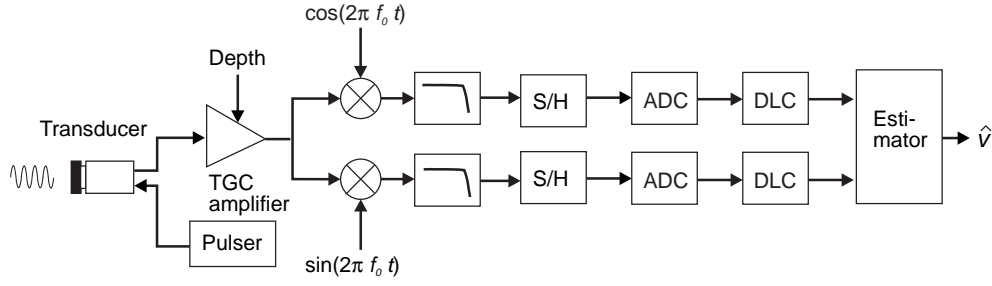 cos(2π f₀ t)
Depth
Transducer
S/H
ADC
DLC
Esti-
mator
v̂
TGC
amplifier
S/H
ADC
DLC
Pulser
sin(2π f₀ t)